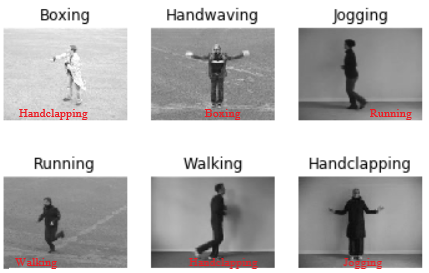 Boxing
Handwaving
Jogging
Handclapping
Boxing
Running
Running
Walking
Handclapping
Walking
Handclapping
Jogging